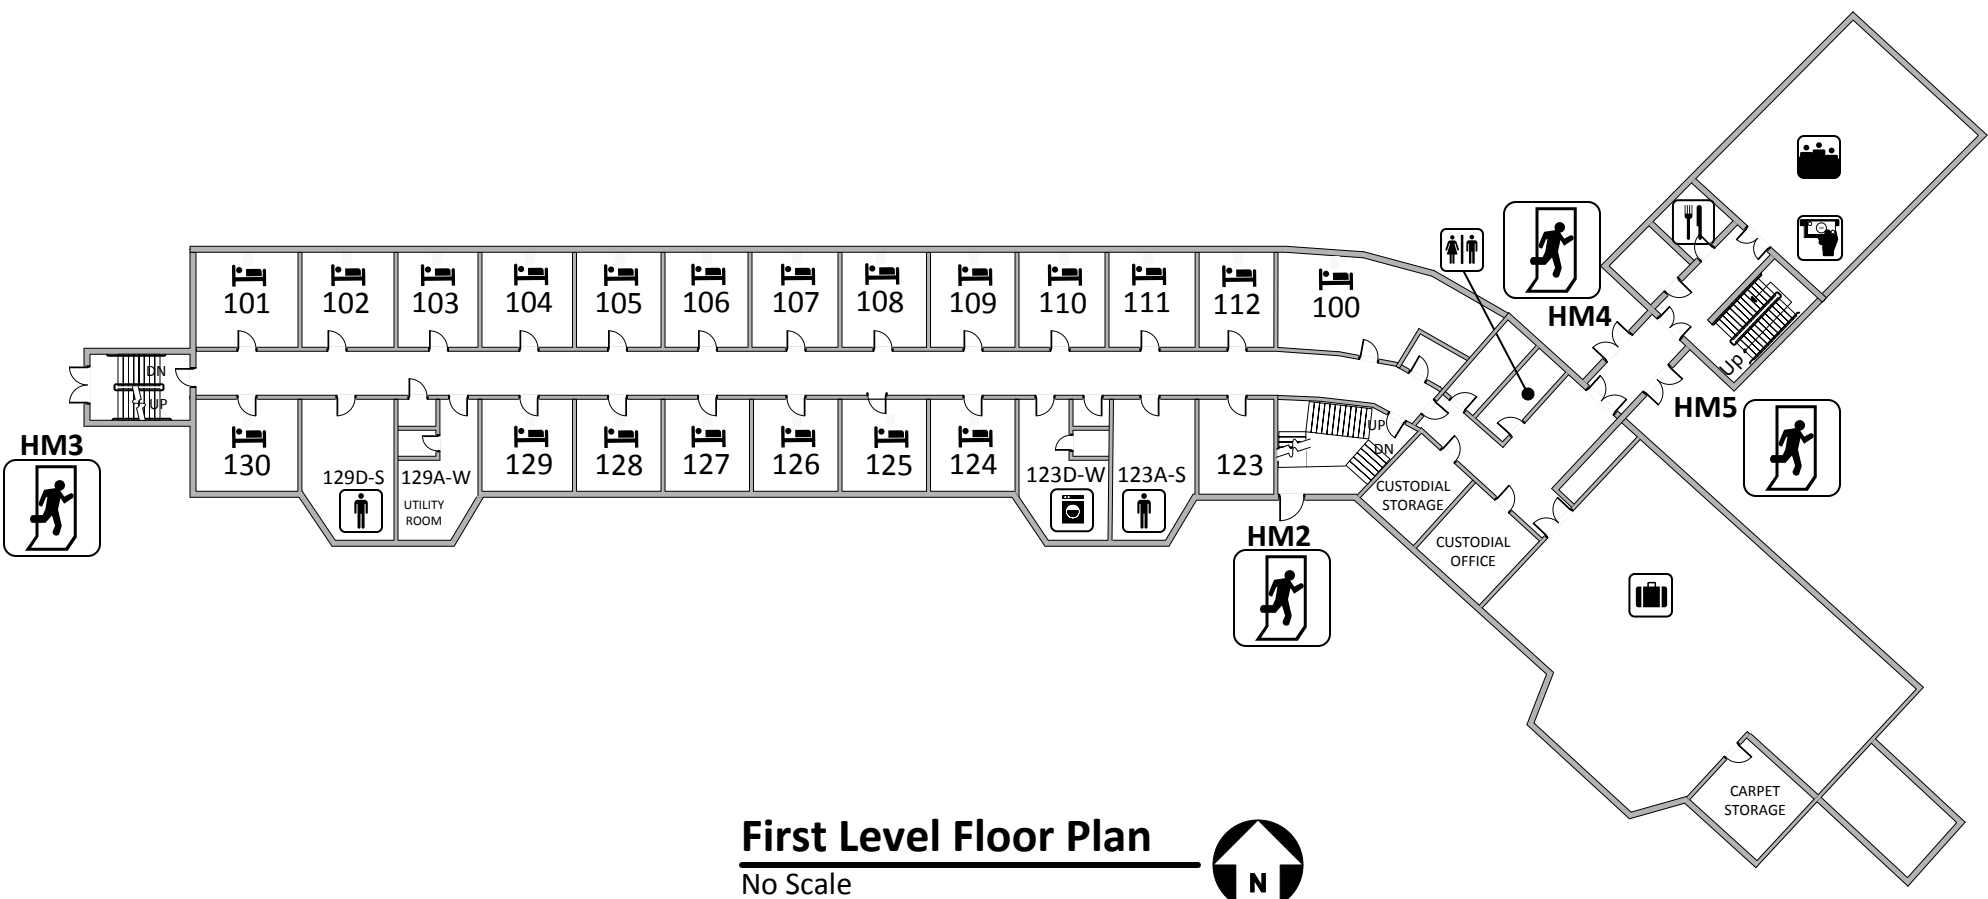 101
102
103
104
105
106
107
108
109
110
111
112
100
HM4
HM5
Up
DN
UP
HM3
130
129D-S
129A-W
UTILITY
ROOM
129
128
127
126
125
124
123D-W
123A-S
123
UP
DN
HM2
CUSTODIAL
STORAGE
CUSTODIAL
OFFICE
CARPET
STORAGE
First Level Floor Plan
No Scale
N